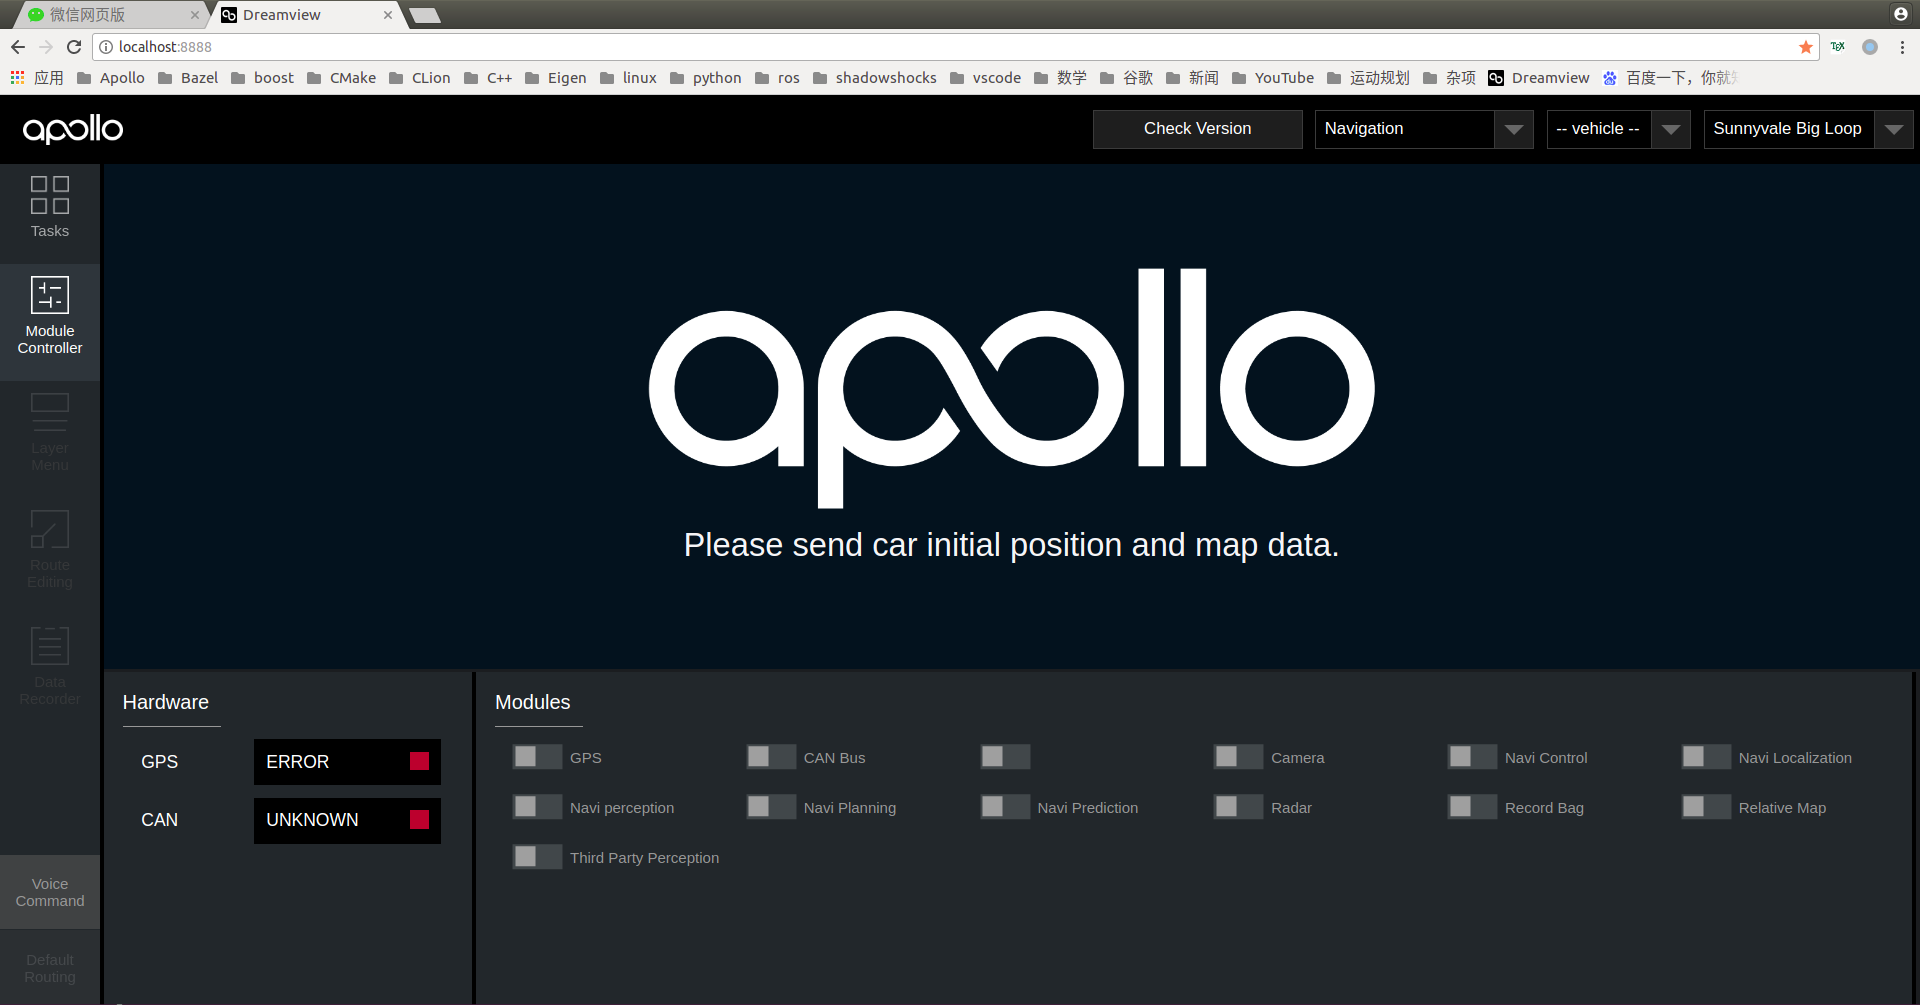 微信网页版
Dreamview
localhost:8888
TEX
应用 Apollo Bazel boost CMake CLion C++ Eigen linux python ros shadowshocks vscode 数学 谷歌 新闻 YouTube 运动规划 杂项 Dreamview 百度一下，你就
apollo
Check Version
Navigation
-- vehicle --
Sunnyvale Big Loop
Tasks
Module
Controller
Layer
Menu
Route
Editing
Data
Recorder
Voice
Command
Default
Routing
apollo
Please send car initial position and map data.
Hardware
GPS ERROR
CAN UNKNOWN
Modules
GPS CAN Bus Camera Navi Control Navi Localization
Navi perception Navi Planning Navi Prediction Radar Record Bag Relative Map
Third Party Perception